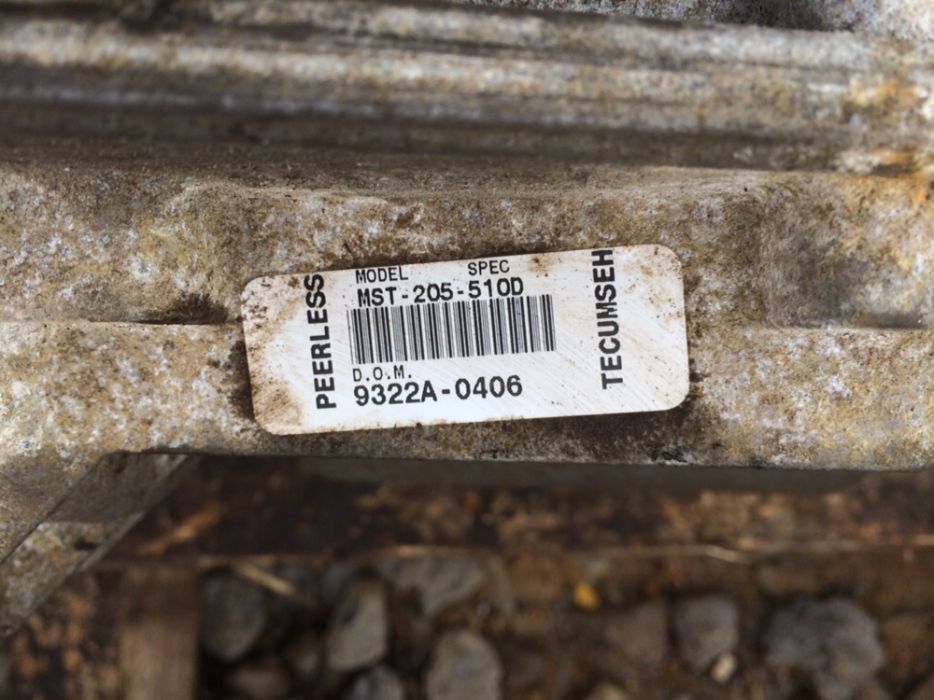 PEERLESS
MODEL SPEC
MST-205-510D
D.O.M.
9322A-0406
TECUMSEH